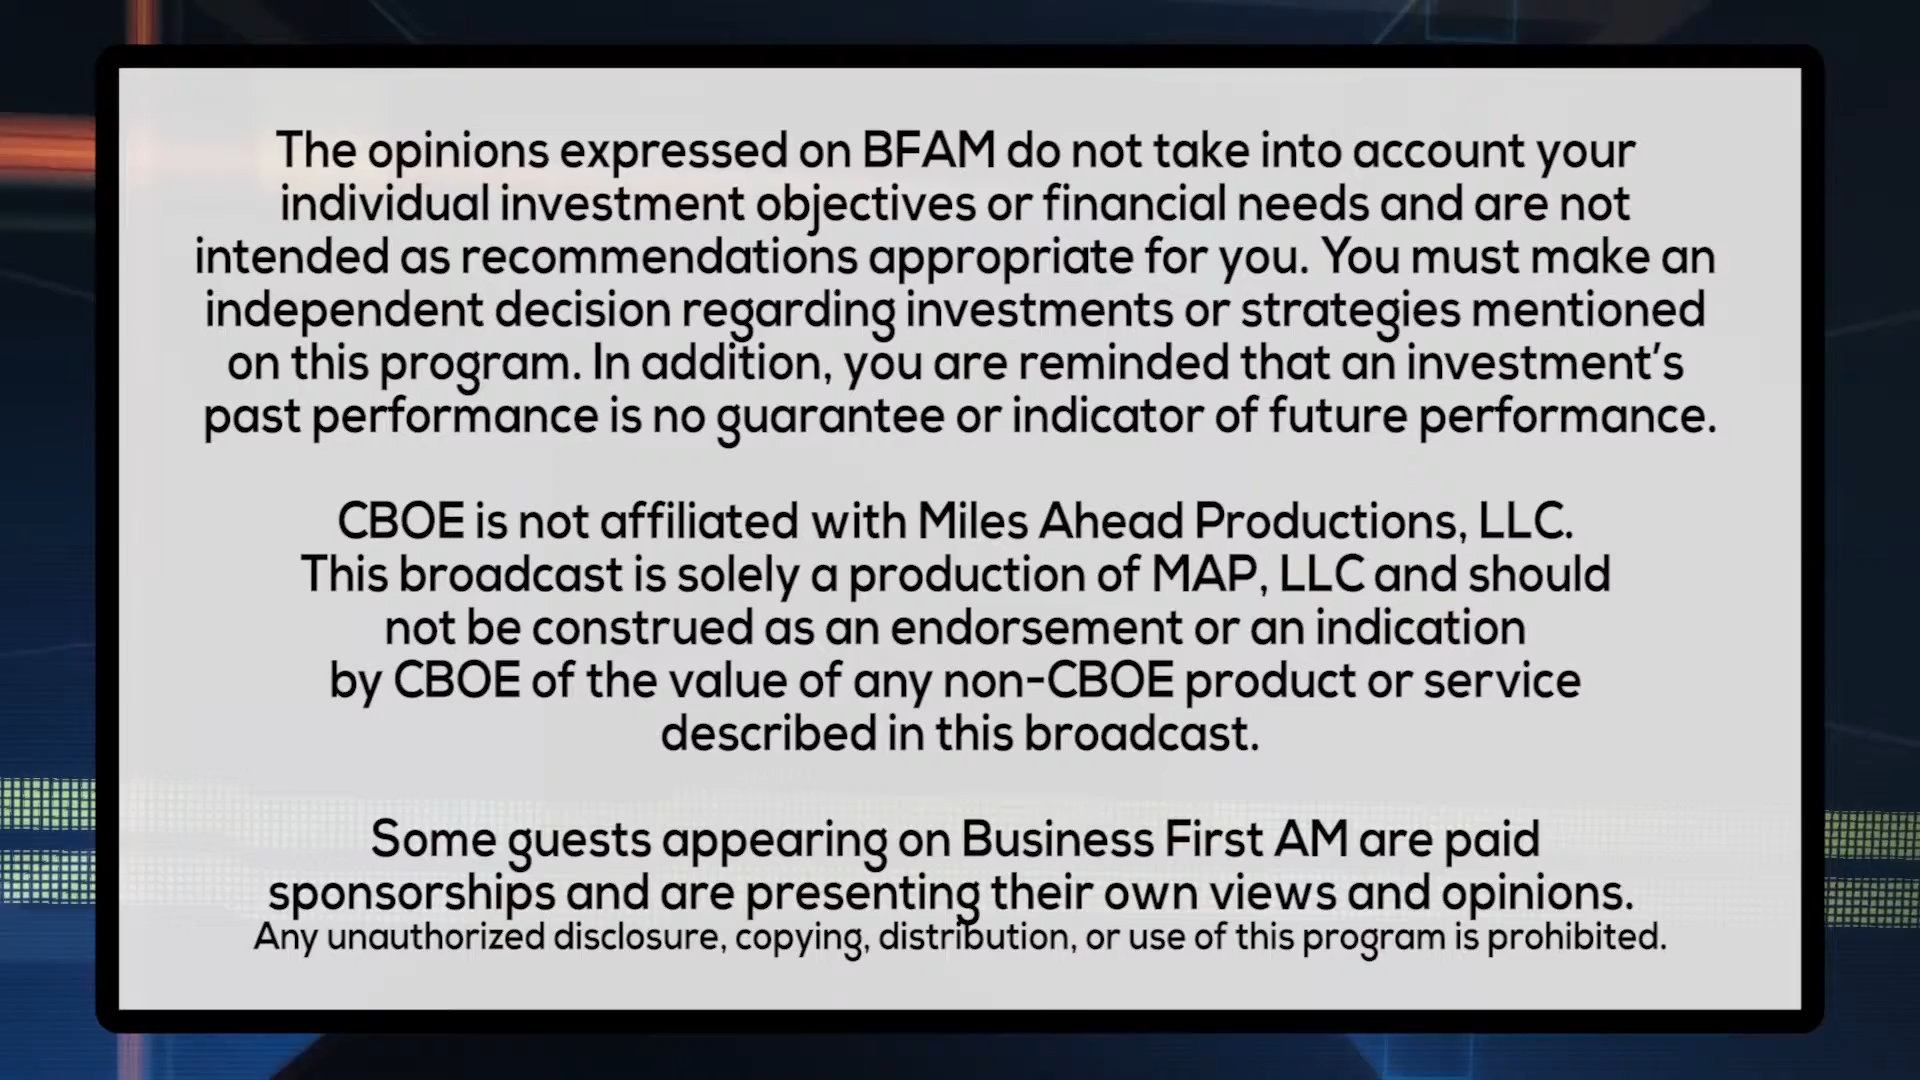 The opinions expressed on BFAM do not take into account your
individual investment objectives or financial needs and are not
intended as recommendations appropriate for you. You must make an
independent decision regarding investments or strategies mentioned
on this program. In addition, you are reminded that an investment's
past performance is no guarantee or indicator of future performance.
CBOE is not affiliated with Miles Ahead Productions, LLC.
This broadcast is solely a production of MAP, LLC and should
not be construed as an endorsement or an indication
by CBOE of the value of any non-CBOE product or service
described in this broadcast.
Some guests appearing on Business First AM are paid
sponsorships and are presenting their own views and opinions.
Any unauthorized disclosure, copying, distribution, or use of this program is prohibited.